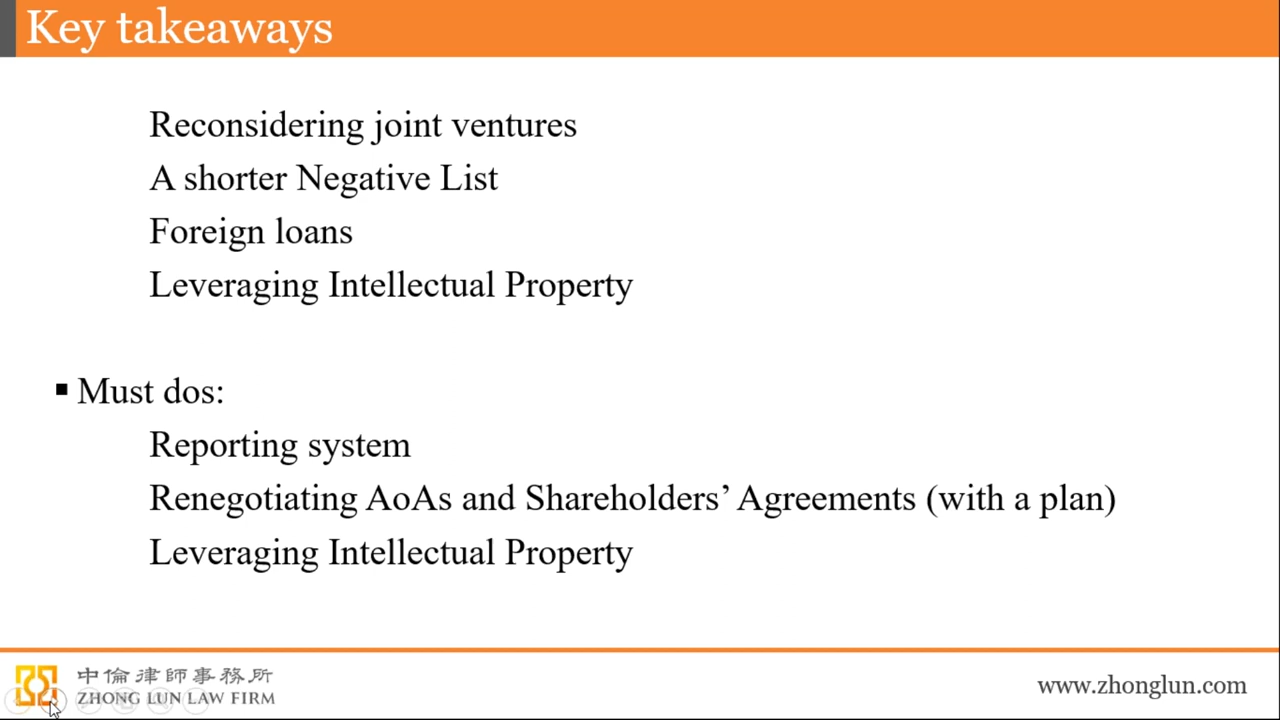 Key takeaways
Reconsidering joint ventures
A shorter Negative List
Foreign loans
Leveraging Intellectual Property
▪ Must dos:
Reporting system
Renegotiating AoAs and Shareholders’ Agreements (with a plan)
Leveraging Intellectual Property
中倫律師事務所
ZHONG LUN LAW FIRM
www.zhonglun.com